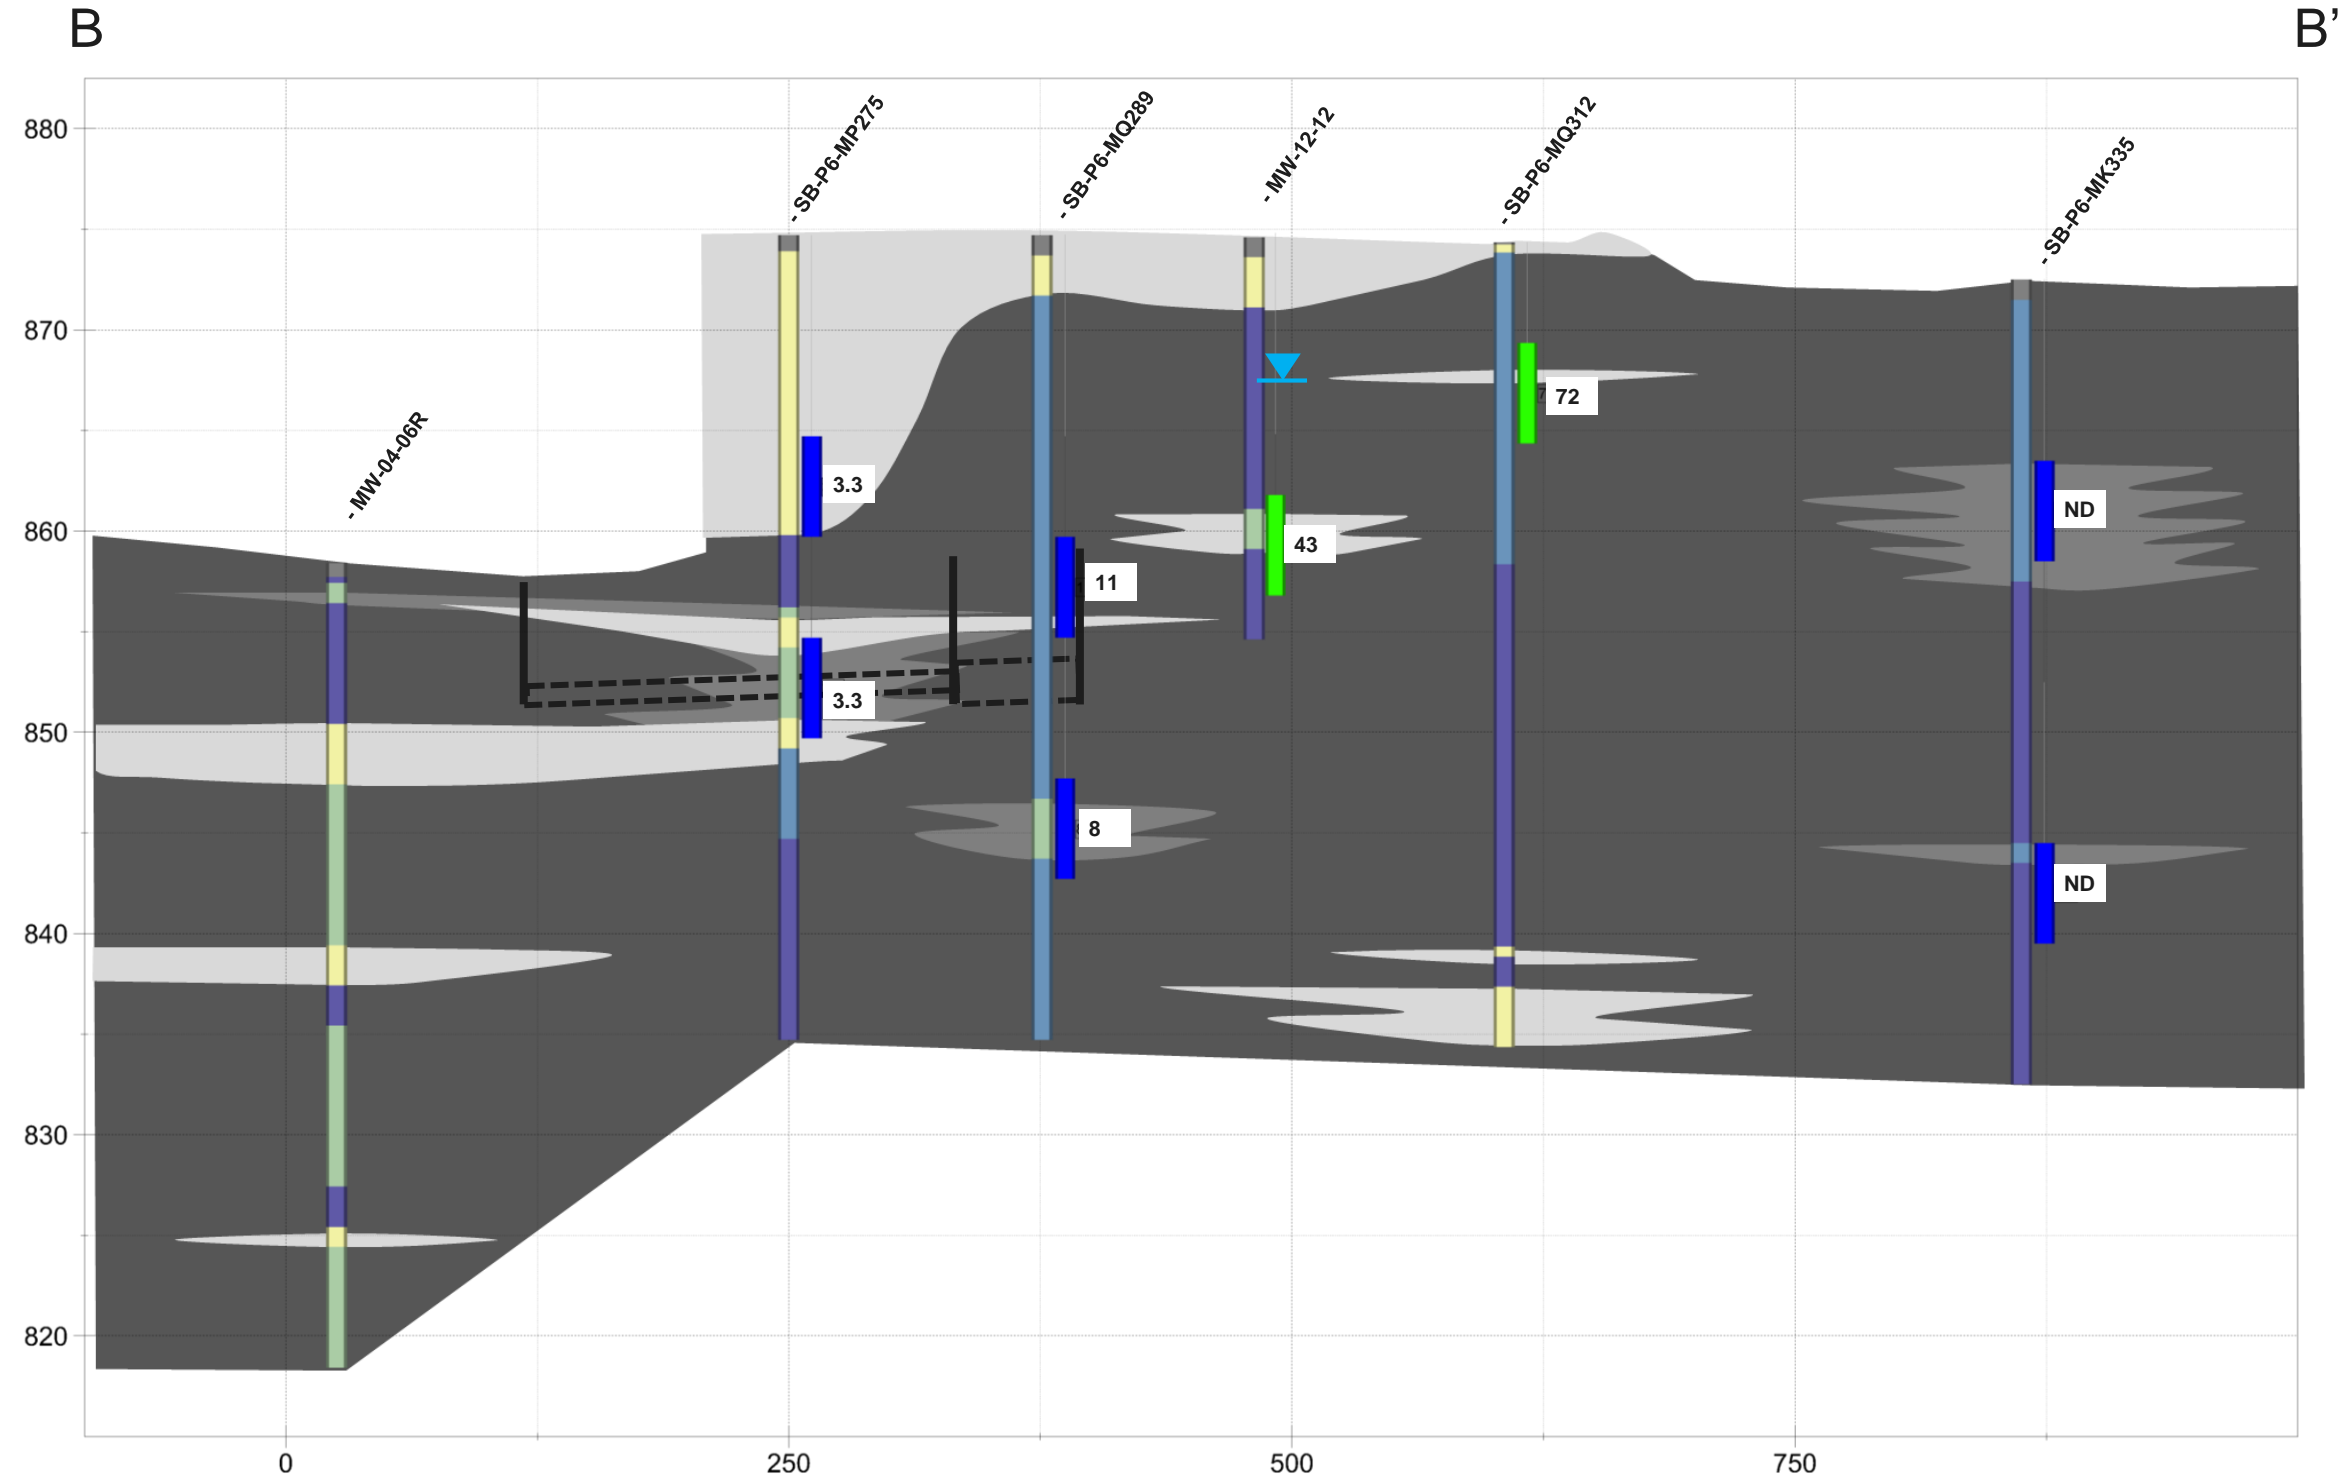 B
B’
- MW-04-06R
- SB-P6-MP275
- SB-P6-MQ289
- MW-12-12
- SB-P6-MQ312
- SB-P6-MK335
880
870
860
850
840
830
820
72
3.3
ND
43
11
3.3
8
ND
0
250
500
750